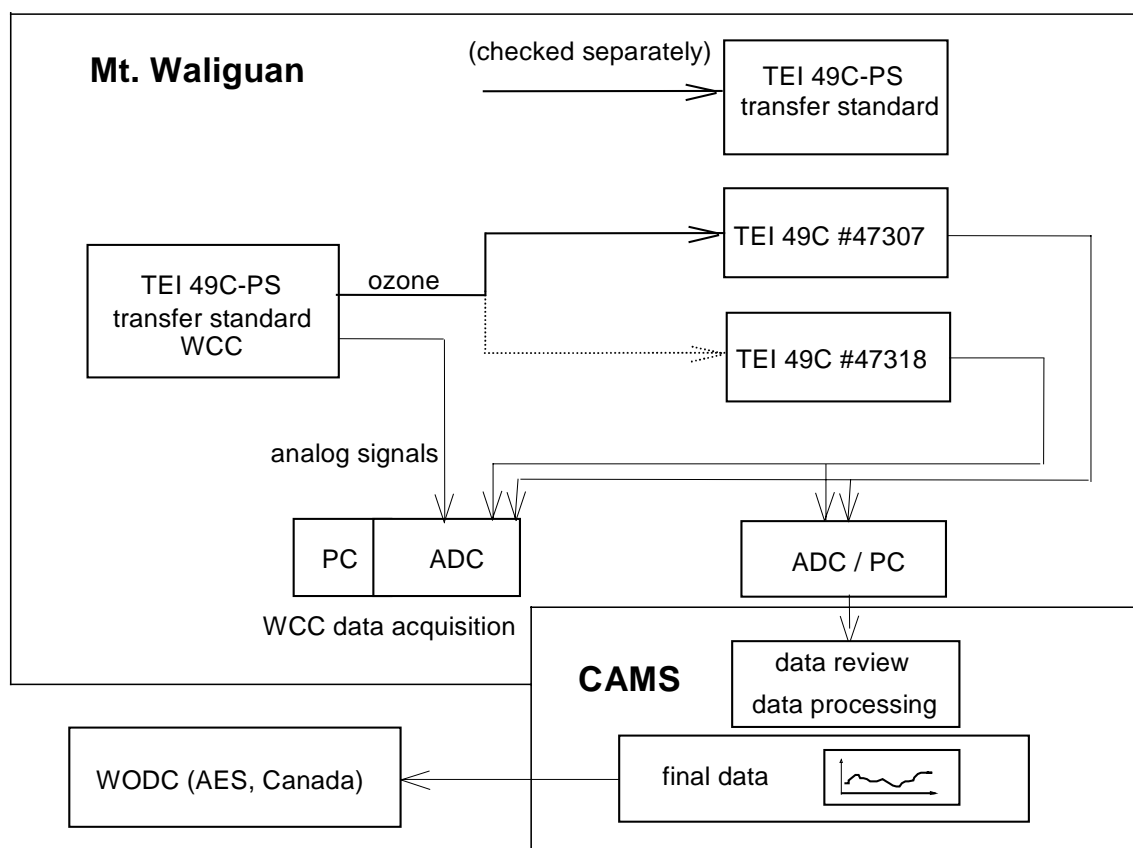 (checked separately)
Mt. Waliguan
TEI 49C-PS
transfer standard
TEI 49C #47307
TEI 49C-PS
transfer standard
WCC
ozone
TEI 49C #47318
analog signals
PC
ADC
ADC / PC
WCC data acquisition
CAMS
data review
data processing
WODC (AES, Canada)
final data